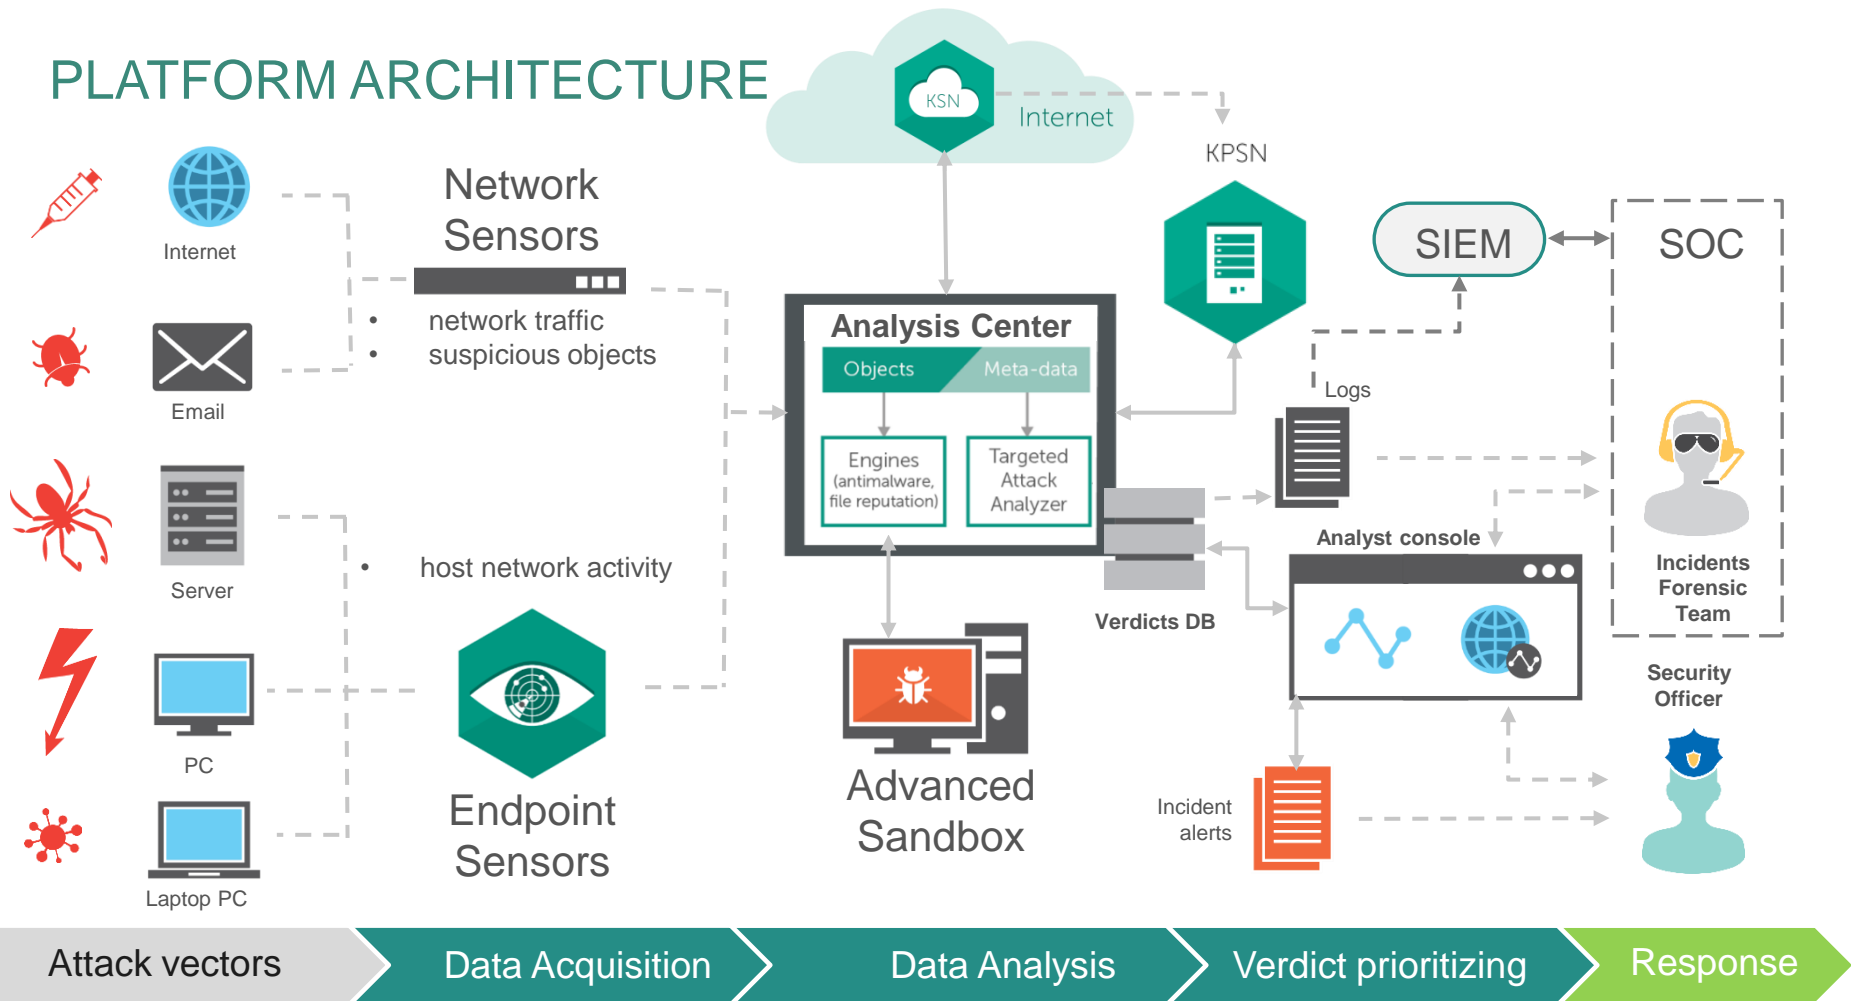 PLATFORM ARCHITECTURE
KSN
Internet
KPSN
Internet
Email
Server
PC
Laptop PC
Network
Sensors
• network traffic
• suspicious objects
• host network activity
Endpoint
Sensors
Analysis Center
Objects
Meta-data
Engines
(antimalware,
file reputation)
Targeted
Attack
Analyzer
Advanced
Sandbox
Verdicts DB
SIEM
Logs
Analyst console
Incident
alerts
SOC
Incidents
Forensic
Team
Security
Officer
Attack vectors
Data Acquisition
Data Analysis
Verdict prioritizing
Response